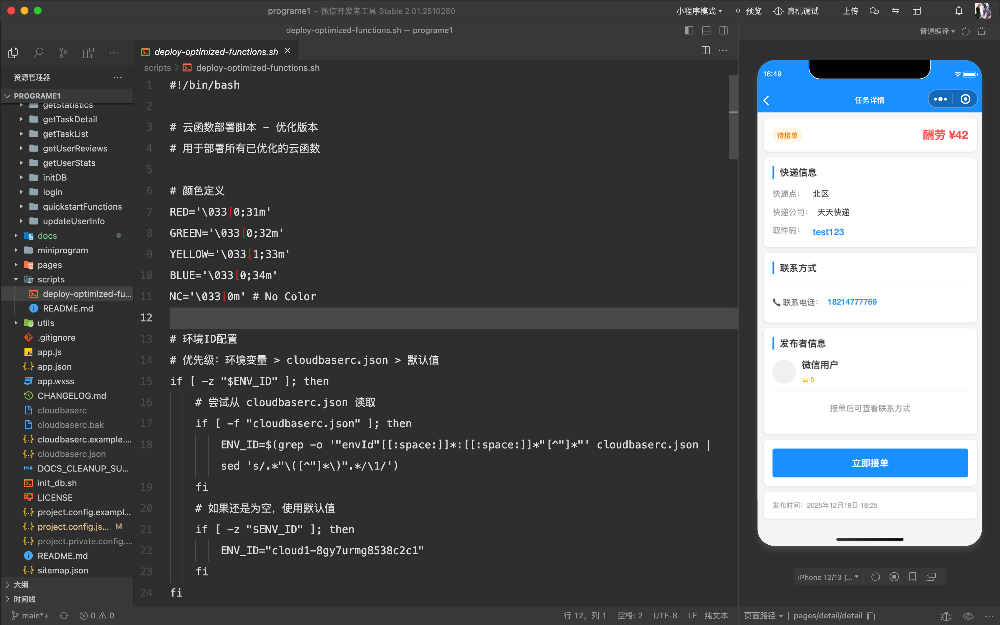 programe1 - 微信开发者工具 Stable 2.01.2510250
小程序模式
预览
真机调试
上传
deploy-optimized-functions.sh — programe1
普通编译
资源管理器
PROGRAME1
getStatistics
getTaskDetail
getTaskList
getUserReviews
getUserStats
initDB
login
quickstartFunctions
updateUserInfo
docs
miniprogram
pages
scripts
deploy-optimized-fu...
README.md
utils
.gitignore
app.js
app.json
app.wxss
CHANGELOG.md
cloudbaserc
cloudbaserc.bak
cloudbaserc.example....
cloudbaserc.json
DOCS_CLEANUP_SU...
init_db.sh
LICENSE
project.config.exampl...
project.config.js... M
project.private.config....
README.md
sitemap.json
大纲
时间线
deploy-optimized-functions.sh
scripts > deploy-optimized-functions.sh
1 #!/bin/bash
2
3 # 云函数部署脚本 - 优化版本
4 # 用于部署所有已优化的云函数
5
6 # 颜色定义
7 RED='\033[0;31m'
8 GREEN='\033[0;32m'
9 YELLOW='\033[1;33m'
10 BLUE='\033[0;34m'
11 NC='\033[0m' # No Color
12
13 # 环境ID配置
14 # 优先级：环境变量 > cloudbaserc.json > 默认值
15 if [ -z "$ENV_ID" ]; then
16 # 尝试从 cloudbaserc.json 读取
17 if [ -f "cloudbaserc.json" ]; then
18 ENV_ID=$(grep -o '"envId"[[:space:]]*:[[:space:]]*"[^"]*"' cloudbaserc.json |
sed 's/.*"\([^"]*\)".*/\1/')
19 fi
20 # 如果还是为空，使用默认值
21 if [ -z "$ENV_ID" ]; then
22 ENV_ID="cloud1-8gy7urmg8538c2c1"
23 fi
24 fi
16:49
任务详情
待接单
酬劳 ¥42
快递信息
快递点： 北区
快递公司： 天天快递
取件码： test123
联系方式
联系电话： 18214777769
发布者信息
微信用户
5
接单后可查看联系方式
立即接单
发布时间：2025年12月19日 18:25
iPhone 12/13 (...
main*+
0
0
行 12，列 1
空格: 2
UTF-8
LF
纯文本
页面路径
pages/detail/detail